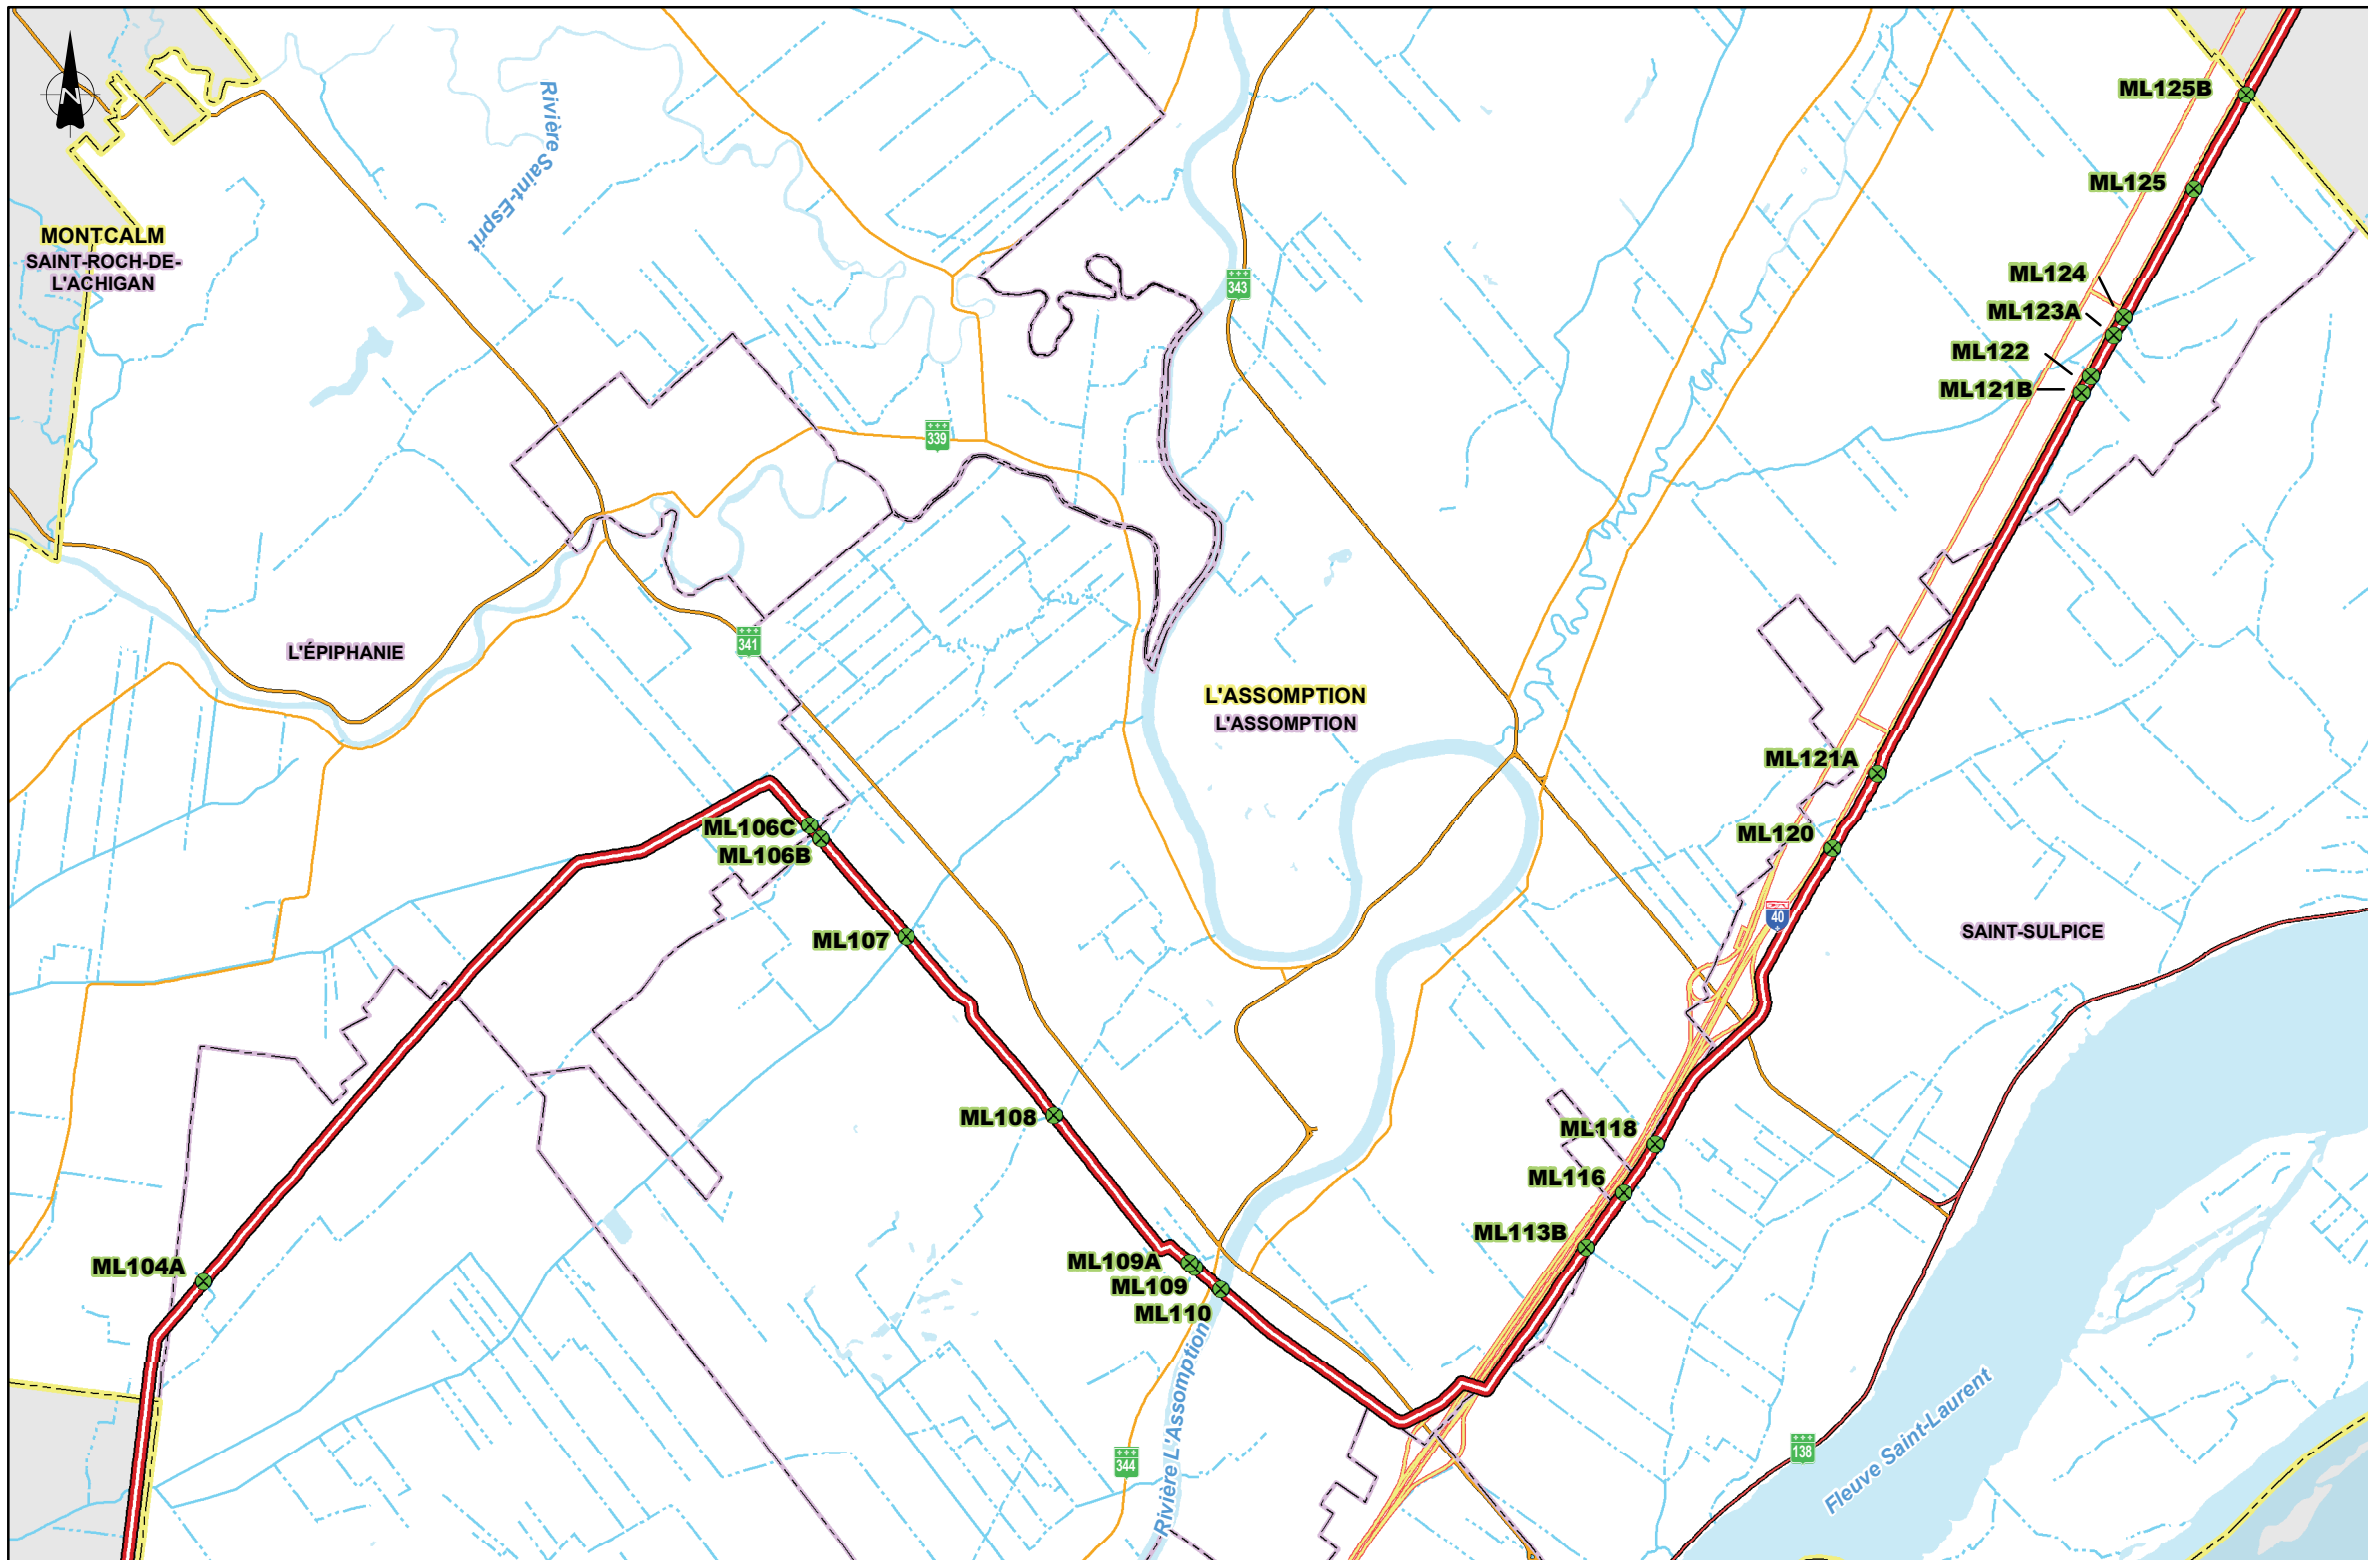 N
Rivière Saint-Esprit
ML125B
ML125
MONTCALM
SAINT-ROCH-DE-
L'ACHIGAN
343
ML124
ML123A
ML122
ML121B
339
341
L'ÉPIPHANIE
L'ASSOMPTION
L'ASSOMPTION
ML121A
ML106C
ML106B
ML120
40
ML107
SAINT-SULPICE
ML108
ML118
ML116
ML113B
ML104A
ML109A
ML109
ML110
Rivière L'Assomption
Fleuve Saint-Laurent
344
138